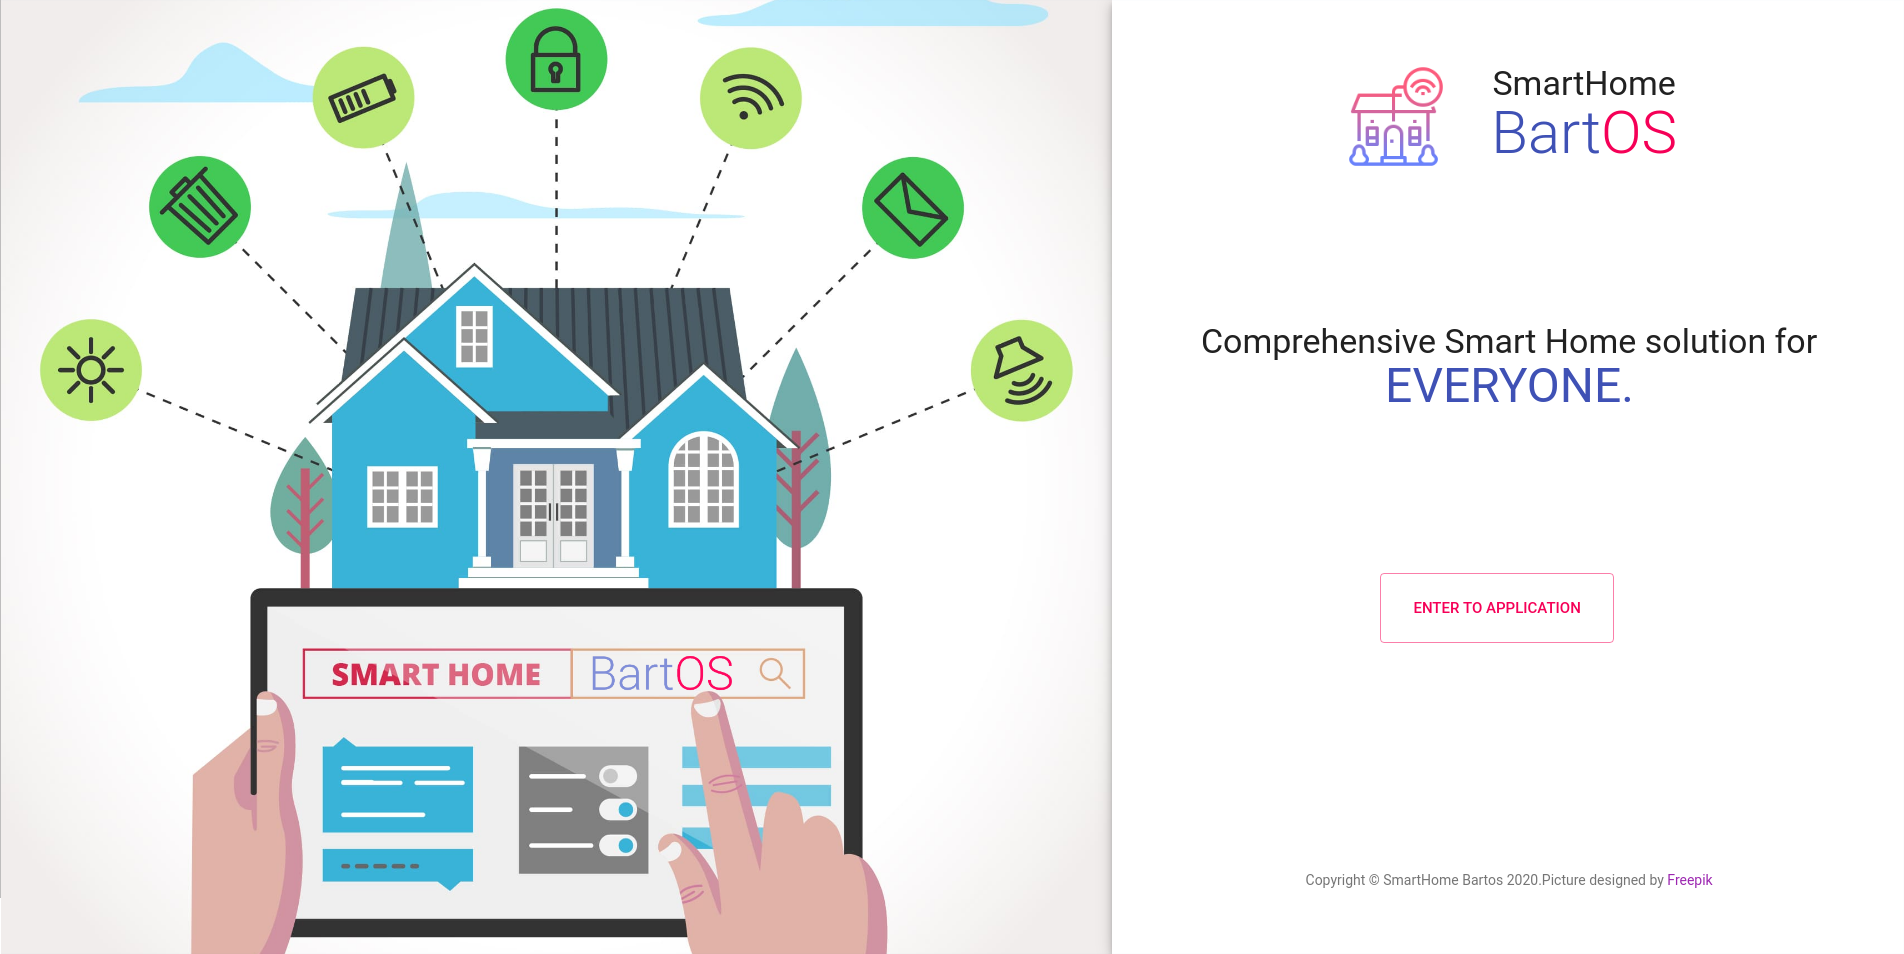 SMART HOME BartOS
SmartHome
BartOS
Comprehensive Smart Home solution for
EVERYONE.
ENTER TO APPLICATION
Copyright © SmartHome Bartos 2020.Picture designed by Freepik